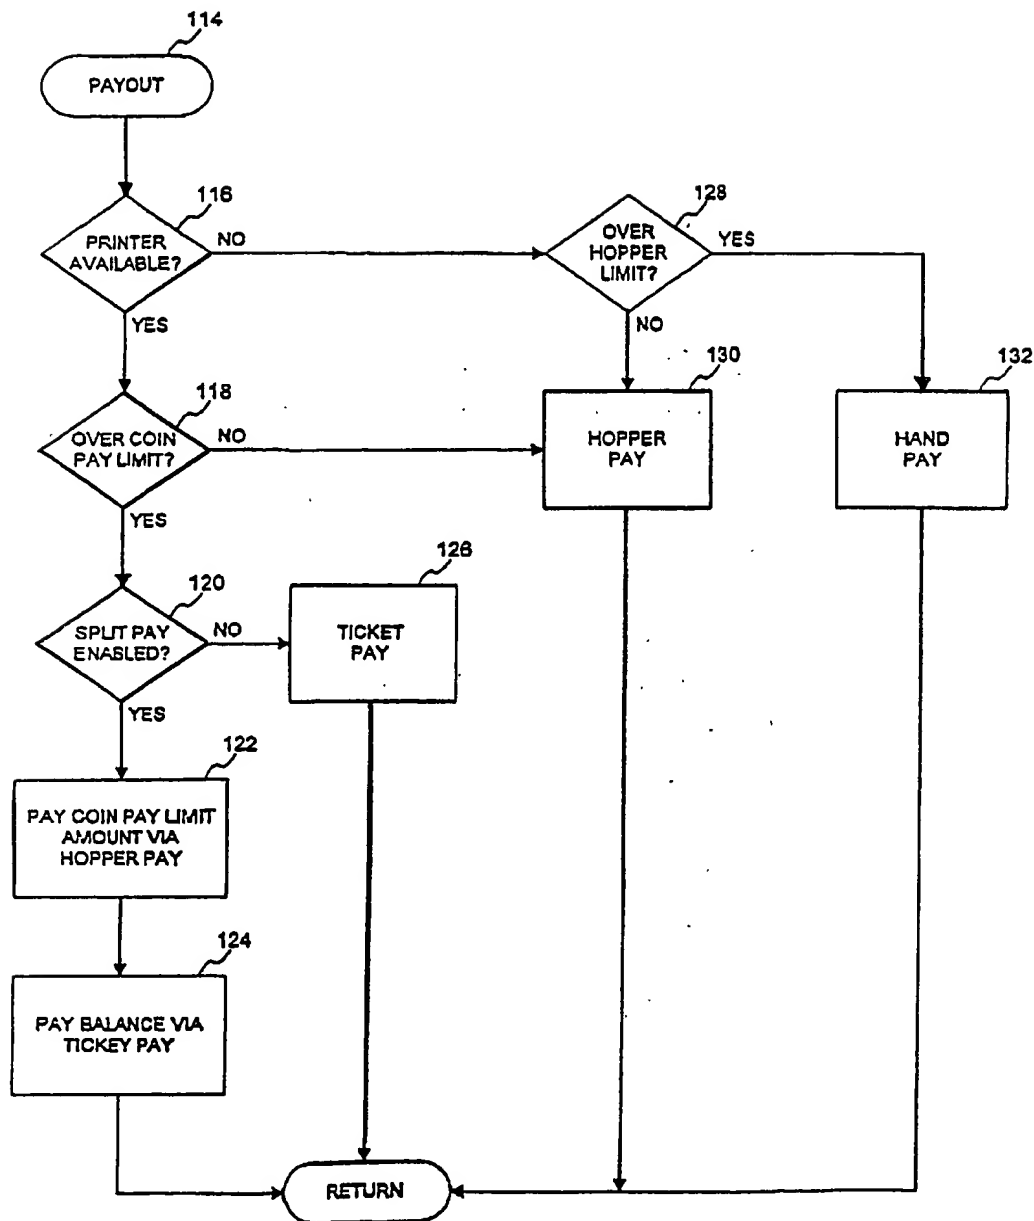 114
PAYOUT
116
PRINTER
AVAILABLE?
NO
YES
128
OVER
HOPPER
LIMIT?
YES
NO
118
OVER COIN
PAY LIMIT?
NO
YES
130
HOPPER
PAY
132
HAND
PAY
120
SPLIT PAY
ENABLED?
NO
YES
126
TICKET
PAY
122
PAY COIN PAY LIMIT
AMOUNT VIA
HOPPER PAY
124
PAY BALANCE VIA
TICKEY PAY
RETURN